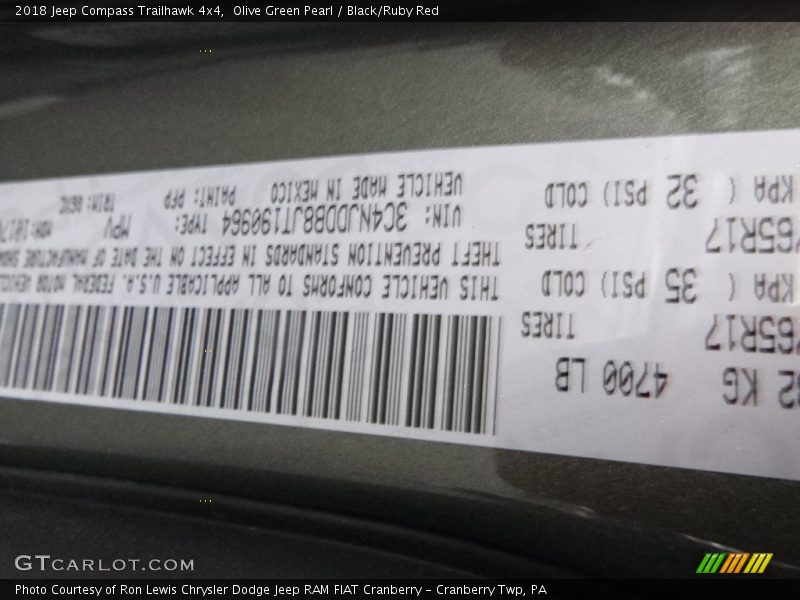 2018 Jeep Compass Trailhawk 4x4,  Olive Green Pearl / Black/Ruby Red
KG 4700 LB
65R17 TIRES
KPA ( 35 PSI) COLD
65R17 TIRES
KPA ( 32 PSI) COLD
THIS VEHICLE CONFORMS TO ALL APPLICABLE U.S.A. FEDERAL MOTOR VEHICLE
THEFT PREVENTION STANDARDS IN EFFECT ON THE DATE OF MANUFACTURE
VIN: 3C4NJDDB8JT190964 TYPE: MPV
VEHICLE MADE IN MEXICO PAINT: PFP TRIM: MDH:
GTCARLOT.COM
Photo Courtesy of Ron Lewis Chrysler Dodge Jeep RAM FIAT Cranberry - Cranberry Twp, PA